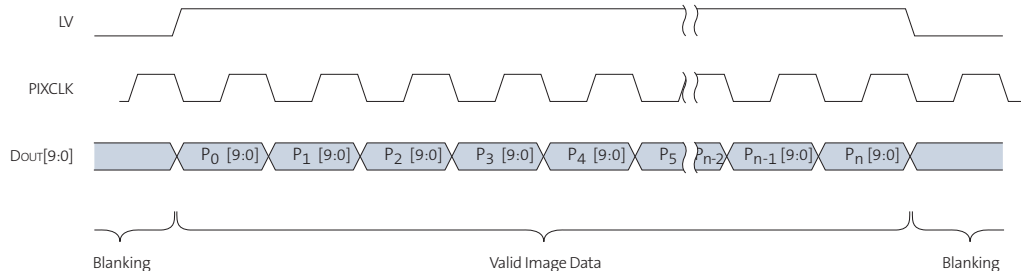 LV
PIXCLK
DOUT[9:0]
P0 [9:0] P1 [9:0] P2 [9:0] P3 [9:0] P4 [9:0] P5 Pn-2 Pn-1 [9:0] Pn [9:0]
Blanking Valid Image Data Blanking